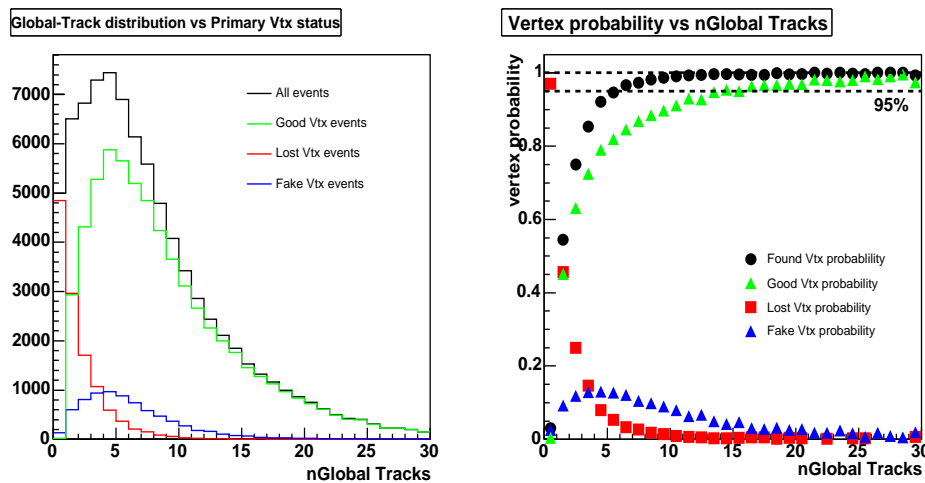 Global-Track distribution vs Primary Vtx status
7000
6000
5000
4000
3000
2000
1000
0
All events
Good Vtx events
Lost Vtx events
Fake Vtx events
0 5 10 15 20 25 30
nGlobal Tracks
Vertex probability vs nGlobal Tracks
vertex probability
1
0.8
0.6
0.4
0.2
0
95%
Found Vtx probablility
Good Vtx probability
Lost Vtx probability
Fake Vtx probability
0 5 10 15 20 25 30
nGlobal Tracks